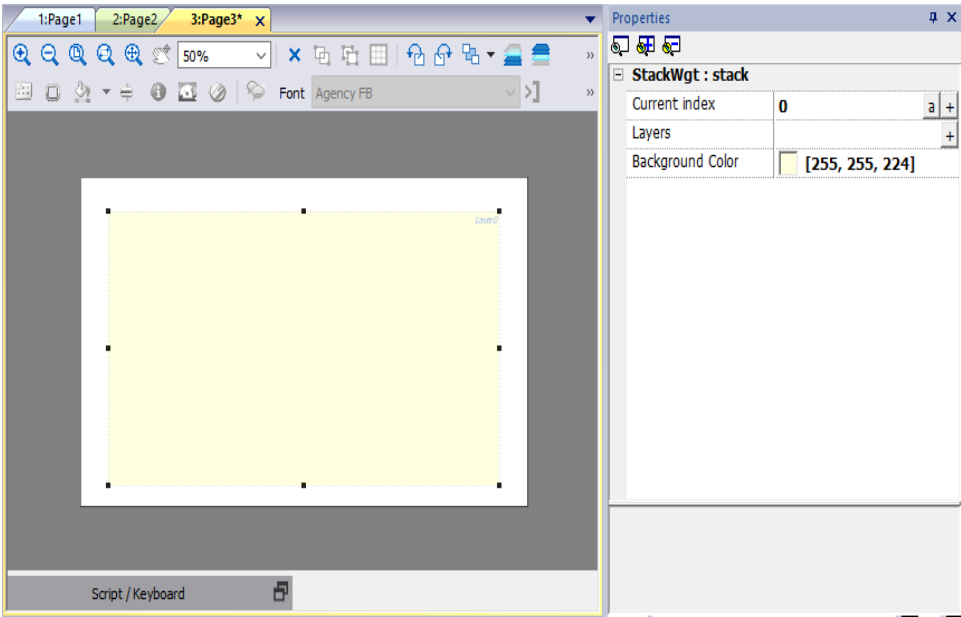 1:Page1
2:Page2
3:Page3*
50%
Font Agency FB
Layer0
Script / Keyboard
Properties
StackWgt : stack
Current index 0 a +
Layers +
Background Color [255, 255, 224]